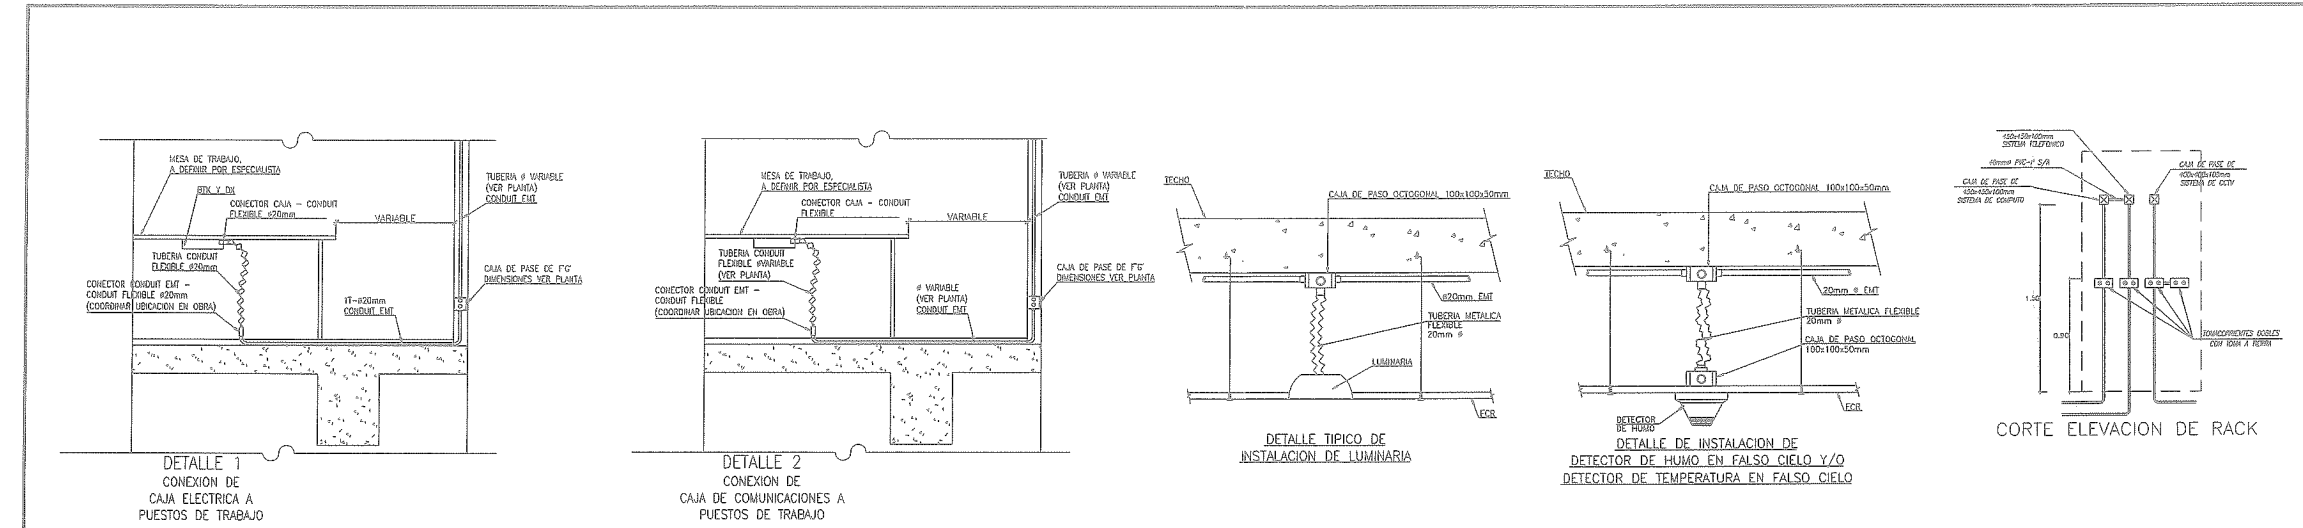 MESA DE TRABAJO,
A DEFINIR POR ESPECIALISTA
BTK Y DX
CONECTOR CAJA - CONDUIT
FLEXIBLE ø20mm
VARIABLE
TUBERIA ø VARIABLE
(VER PLANTA)
CONDUIT EMT
TUBERIA CONDUIT
FLEXIBLE ø20mm
CONECTOR CONDUIT EMT -
CONDUIT FLEXIBLE ø20mm
(COORDINAR UBICACION EN OBRA)
IT-ø20mm
CONDUIT EMT
CAJA DE PASE DE F°G°
DIMENSIONES VER PLANTA
DETALLE 1
CONEXION DE
CAJA ELECTRICA A
PUESTOS DE TRABAJO
MESA DE TRABAJO,
A DEFINIR POR ESPECIALISTA
CONECTOR CAJA - CONDUIT
FLEXIBLE
VARIABLE
TUBERIA ø VARIABLE
(VER PLANTA)
CONDUIT EMT
TUBERIA CONDUIT
FLEXIBLE øVARIABLE
(VER PLANTA)
CONECTOR CONDUIT EMT -
CONDUIT FLEXIBLE
(COORDINAR UBICACION EN OBRA)
ø VARIABLE
(VER PLANTA)
CONDUIT EMT
CAJA DE PASE DE F°G°
DIMENSIONES VER PLANTA
DETALLE 2
CONEXION DE
CAJA DE COMUNICACIONES A
PUESTOS DE TRABAJO
TECHO
CAJA DE PASO OCTOGONAL 100x100x50mm
ø20mm EMT
TUBERIA METALICA
FLEXIBLE
20mm ø
LUMINARIA
FCR
DETALLE TIPICO DE
INSTALACION DE LUMINARIA
TECHO
CAJA DE PASO OCTOGONAL 100x100x50mm
20mm ø EMT
TUBERIA METALICA FLEXIBLE
20mm ø
CAJA DE PASO OCTOGONAL
100x100x50mm
FCR
DETECTOR
DE HUMO
DETALLE DE INSTALACION DE
DETECTOR DE HUMO EN FALSO CIELO Y/O
DETECTOR DE TEMPERATURA EN FALSO CIELO
450x450x100mm
SISTEMA TELEFONICO
40mmø PVC-P S/R
CAJA DE PASE DE
450x450x100mm
SISTEMA DE COMPUTO
CAJA DE PASE DE
400x400x100mm
SISTEMA DE CCTV
1.50
0.90
TOMACORRIENTES DOBLES
CON TOMA A TIERRA
CORTE ELEVACION DE RACK